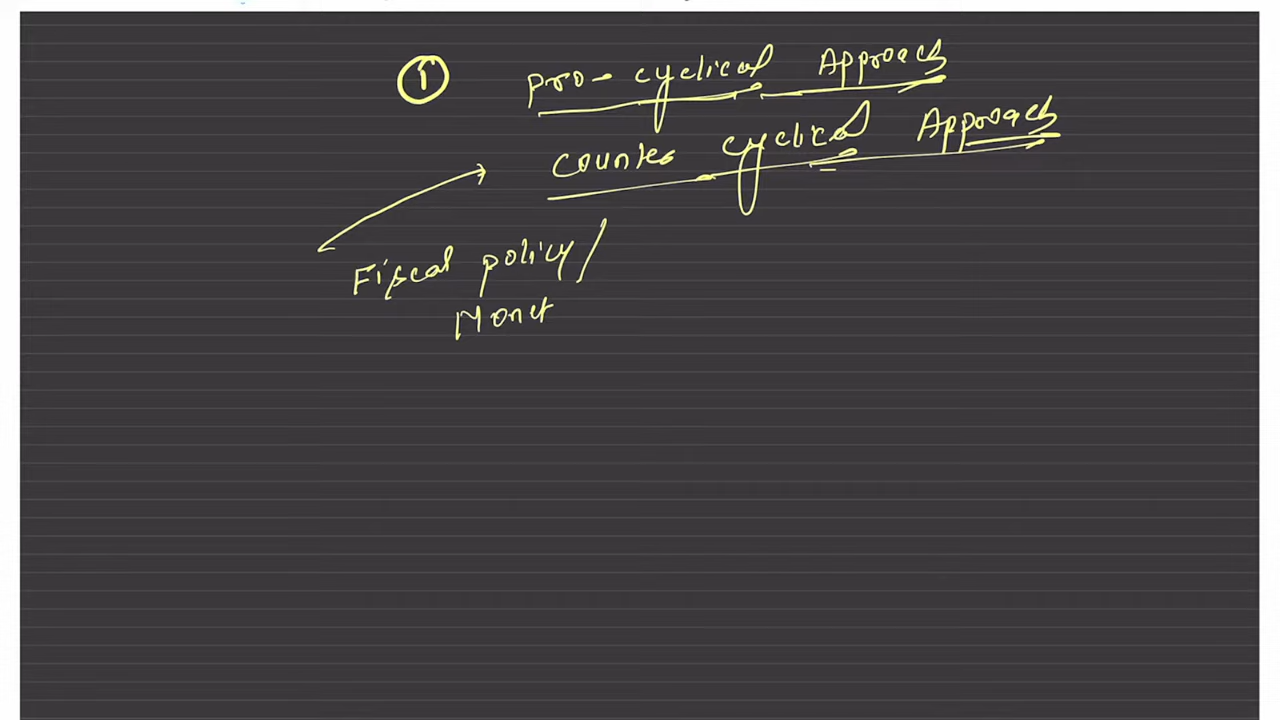 ① Pro-cyclical Approach
Counter cyclical Approach
Fiscal policy/
Monet